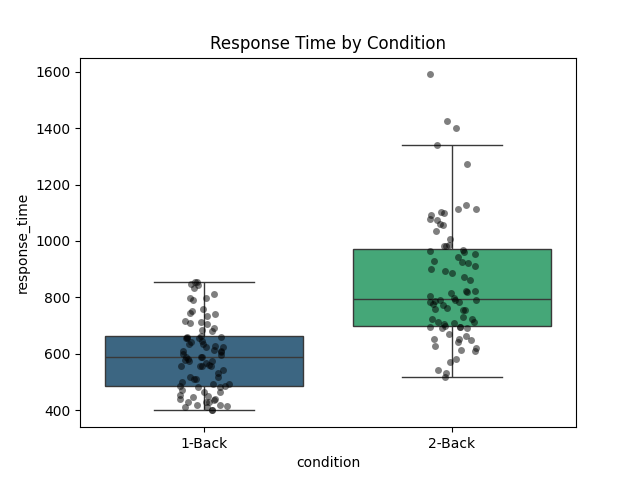 Response Time by Condition
1600
1400
1200
1000
800
600
400
response_time
1-Back
2-Back
condition